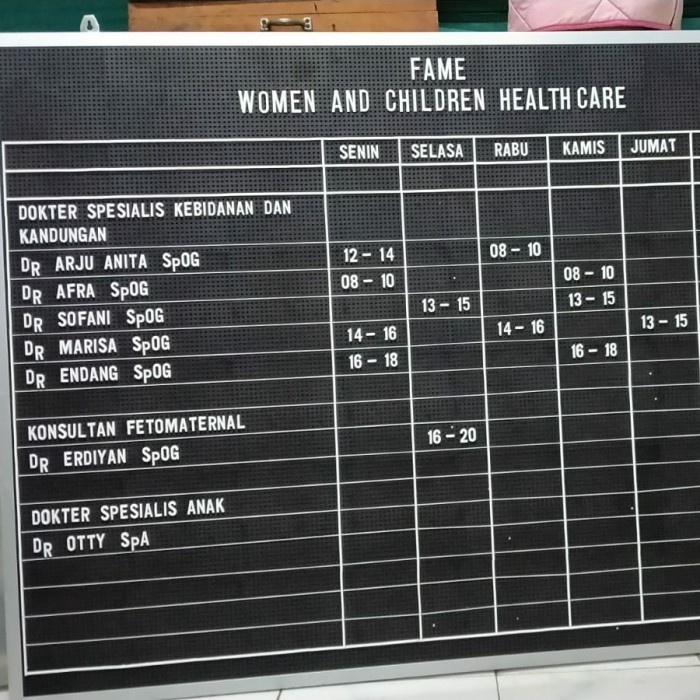 FAME
WOMEN AND CHILDREN HEALTH CARE
SENIN SELASA RABU KAMIS JUMAT
DOKTER SPESIALIS KEBIDANAN DAN
KANDUNGAN
DR ARJU ANITA SpOG 12 – 14 08 – 10
DR AFRA SpOG 08 – 10 08 – 10
DR SOFANI SpOG 13 – 15 13 – 15
DR MARISA SpOG 14 – 16 14 – 16 13 – 15
DR ENDANG SpOG 16 – 18 16 – 18
KONSULTAN FETOMATERNAL
DR ERDIYAN SpOG 16 – 20
DOKTER SPESIALIS ANAK
DR OTTY SpA